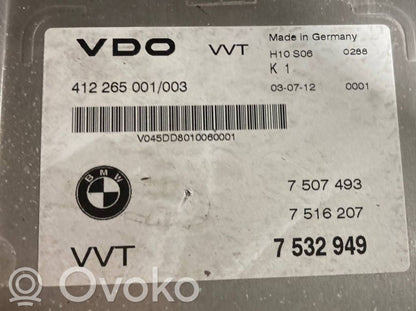 VDO VVT Made in Germany
H10 S06 0288
K 1
412 265 001/003 03-07-12 0001
V045DD8010060001
BMW
7 507 493
7 516 207
VVT 7 532 949
Ovoko